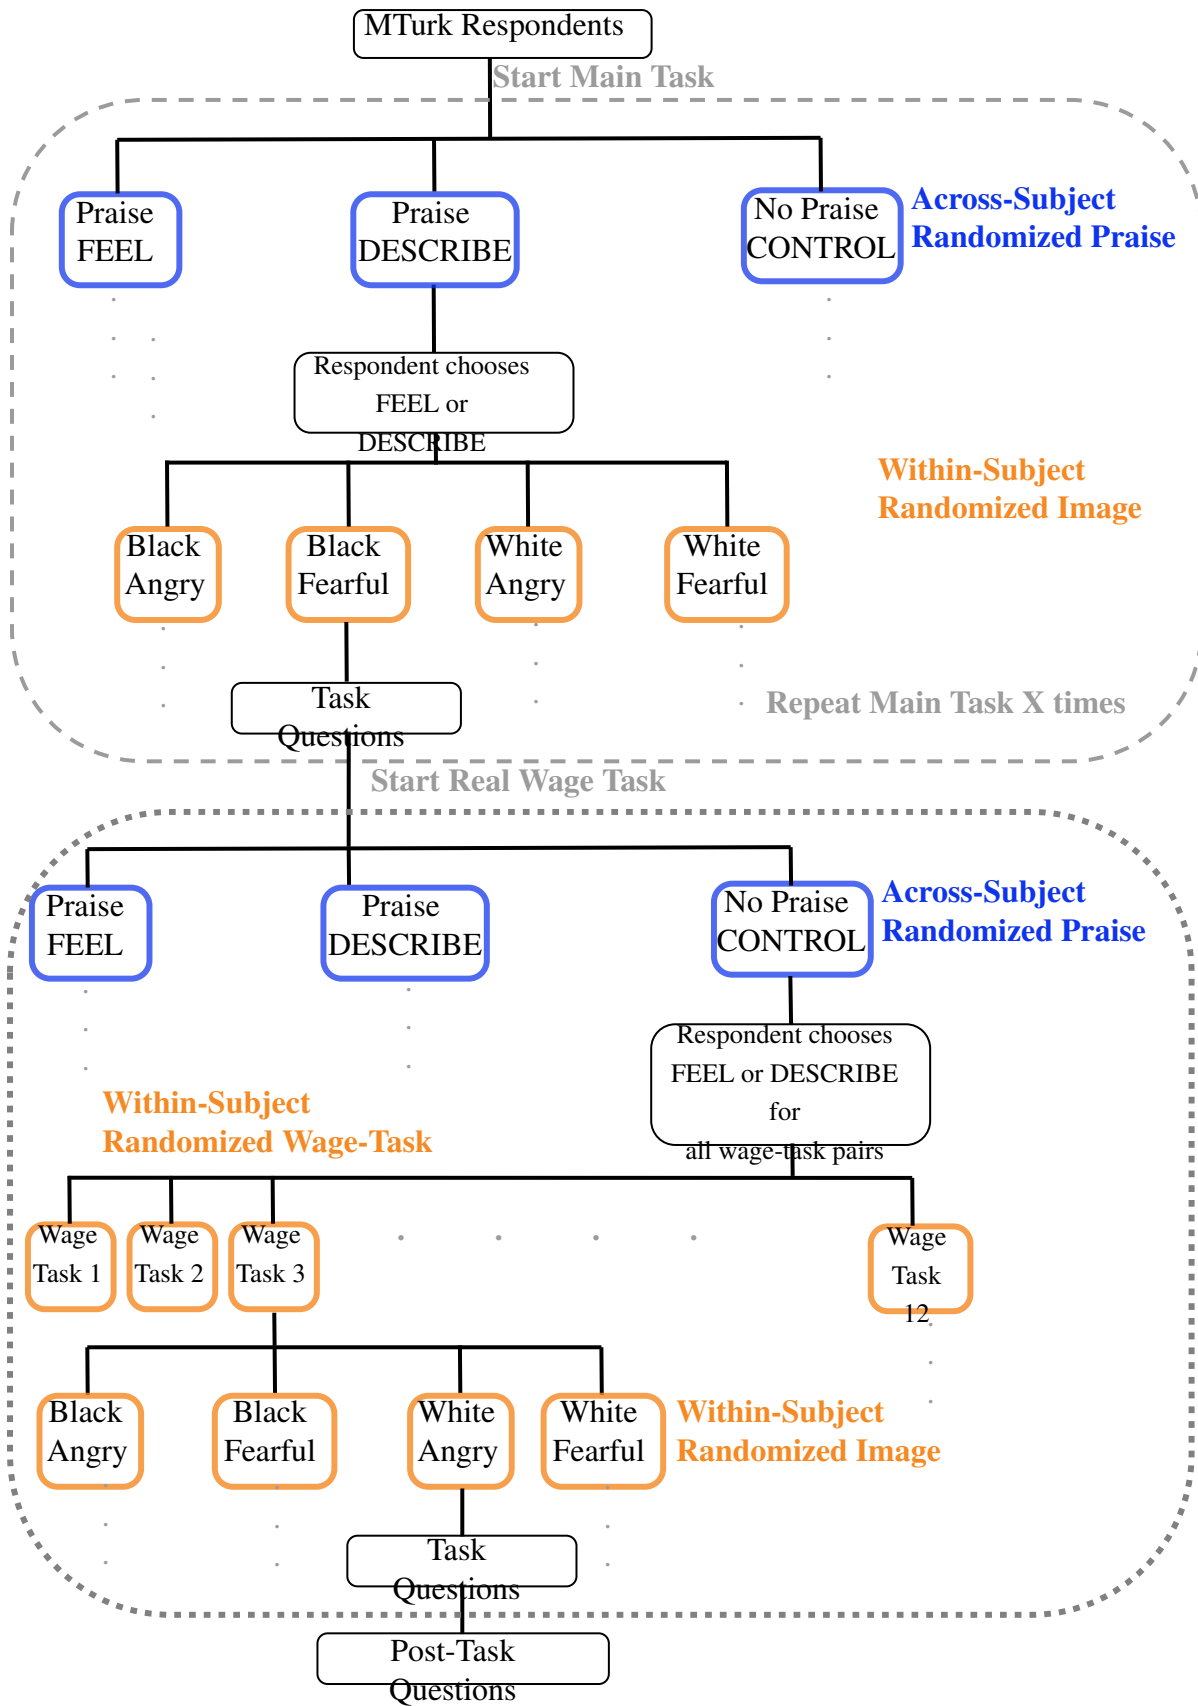 MTurk Respondents
Start Main Task
Praise
FEEL
Praise
DESCRIBE
No Praise
CONTROL
Across-Subject
Randomized Praise
Respondent chooses
FEEL or
DESCRIBE
Within-Subject
Randomized Image
Black
Angry
Black
Fearful
White
Angry
White
Fearful
Task
Questions
Repeat Main Task X times
Start Real Wage Task
Praise
FEEL
Praise
DESCRIBE
No Praise
CONTROL
Across-Subject
Randomized Praise
Respondent chooses
FEEL or DESCRIBE
for
all wage-task pairs
Within-Subject
Randomized Wage-Task
Wage
Task 1
Wage
Task 2
Wage
Task 3
Wage
Task
12
Black
Angry
Black
Fearful
White
Angry
White
Fearful
Within-Subject
Randomized Image
Task
Questions
Post-Task
Questions